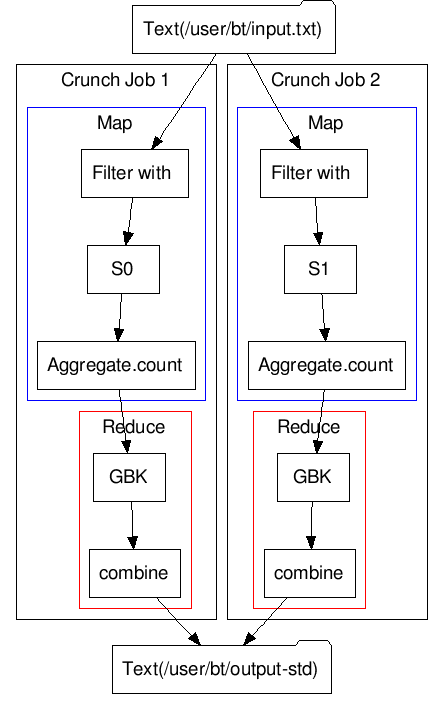 Text(/user/bt/input.txt)
Crunch Job 1
Map
Filter with
S0
Aggregate.count
Reduce
GBK
combine
Crunch Job 2
Map
Filter with
S1
Aggregate.count
Reduce
GBK
combine
Text(/user/bt/output-std)